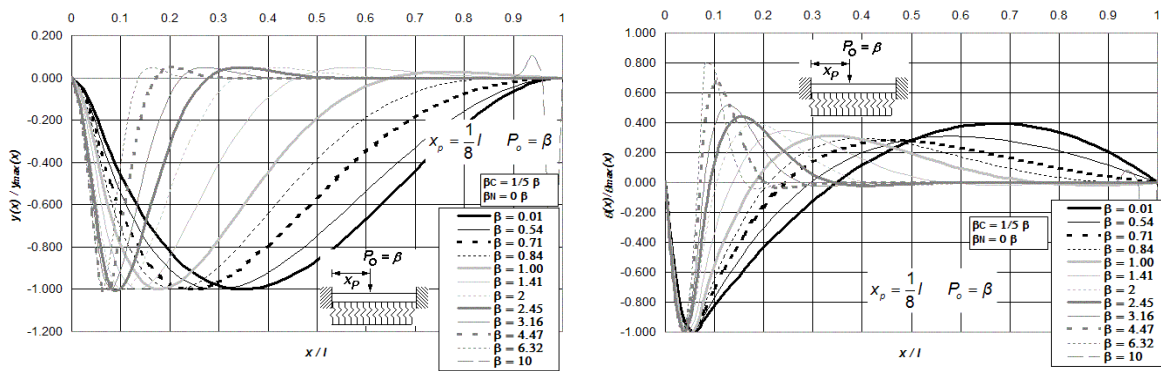 0 0.1 0.2 0.3 0.4 0.5 0.6 0.7 0.8 0.9 1
0.200
0.000
-0.200
-0.400
-0.600
-0.800
-1.000
-1.200
y(x) / ymax(x)
x / l
xp = 1/8 l Po = β
βC = 1/5 β
βN = 0 β
PO = β
xP
β = 0.01
β = 0.54
β = 0.71
β = 0.84
β = 1.00
β = 1.41
β = 2
β = 2.45
β = 3.16
β = 4.47
β = 6.32
β = 10
0 0.1 0.2 0.3 0.4 0.5 0.6 0.7 0.8 0.9 1
1.000
0.800
0.600
0.400
0.200
0.000
-0.200
-0.400
-0.600
-0.800
-1.000
x / l
PO = β
xP
βC = 1/5 β
βN = 0 β
xp = 1/8 l Po = β
β = 0.01
β = 0.54
β = 0.71
β = 0.84
β = 1.00
β = 1.41
β = 2
β = 2.45
β = 3.16
β = 4.47
β = 6.32
β = 10